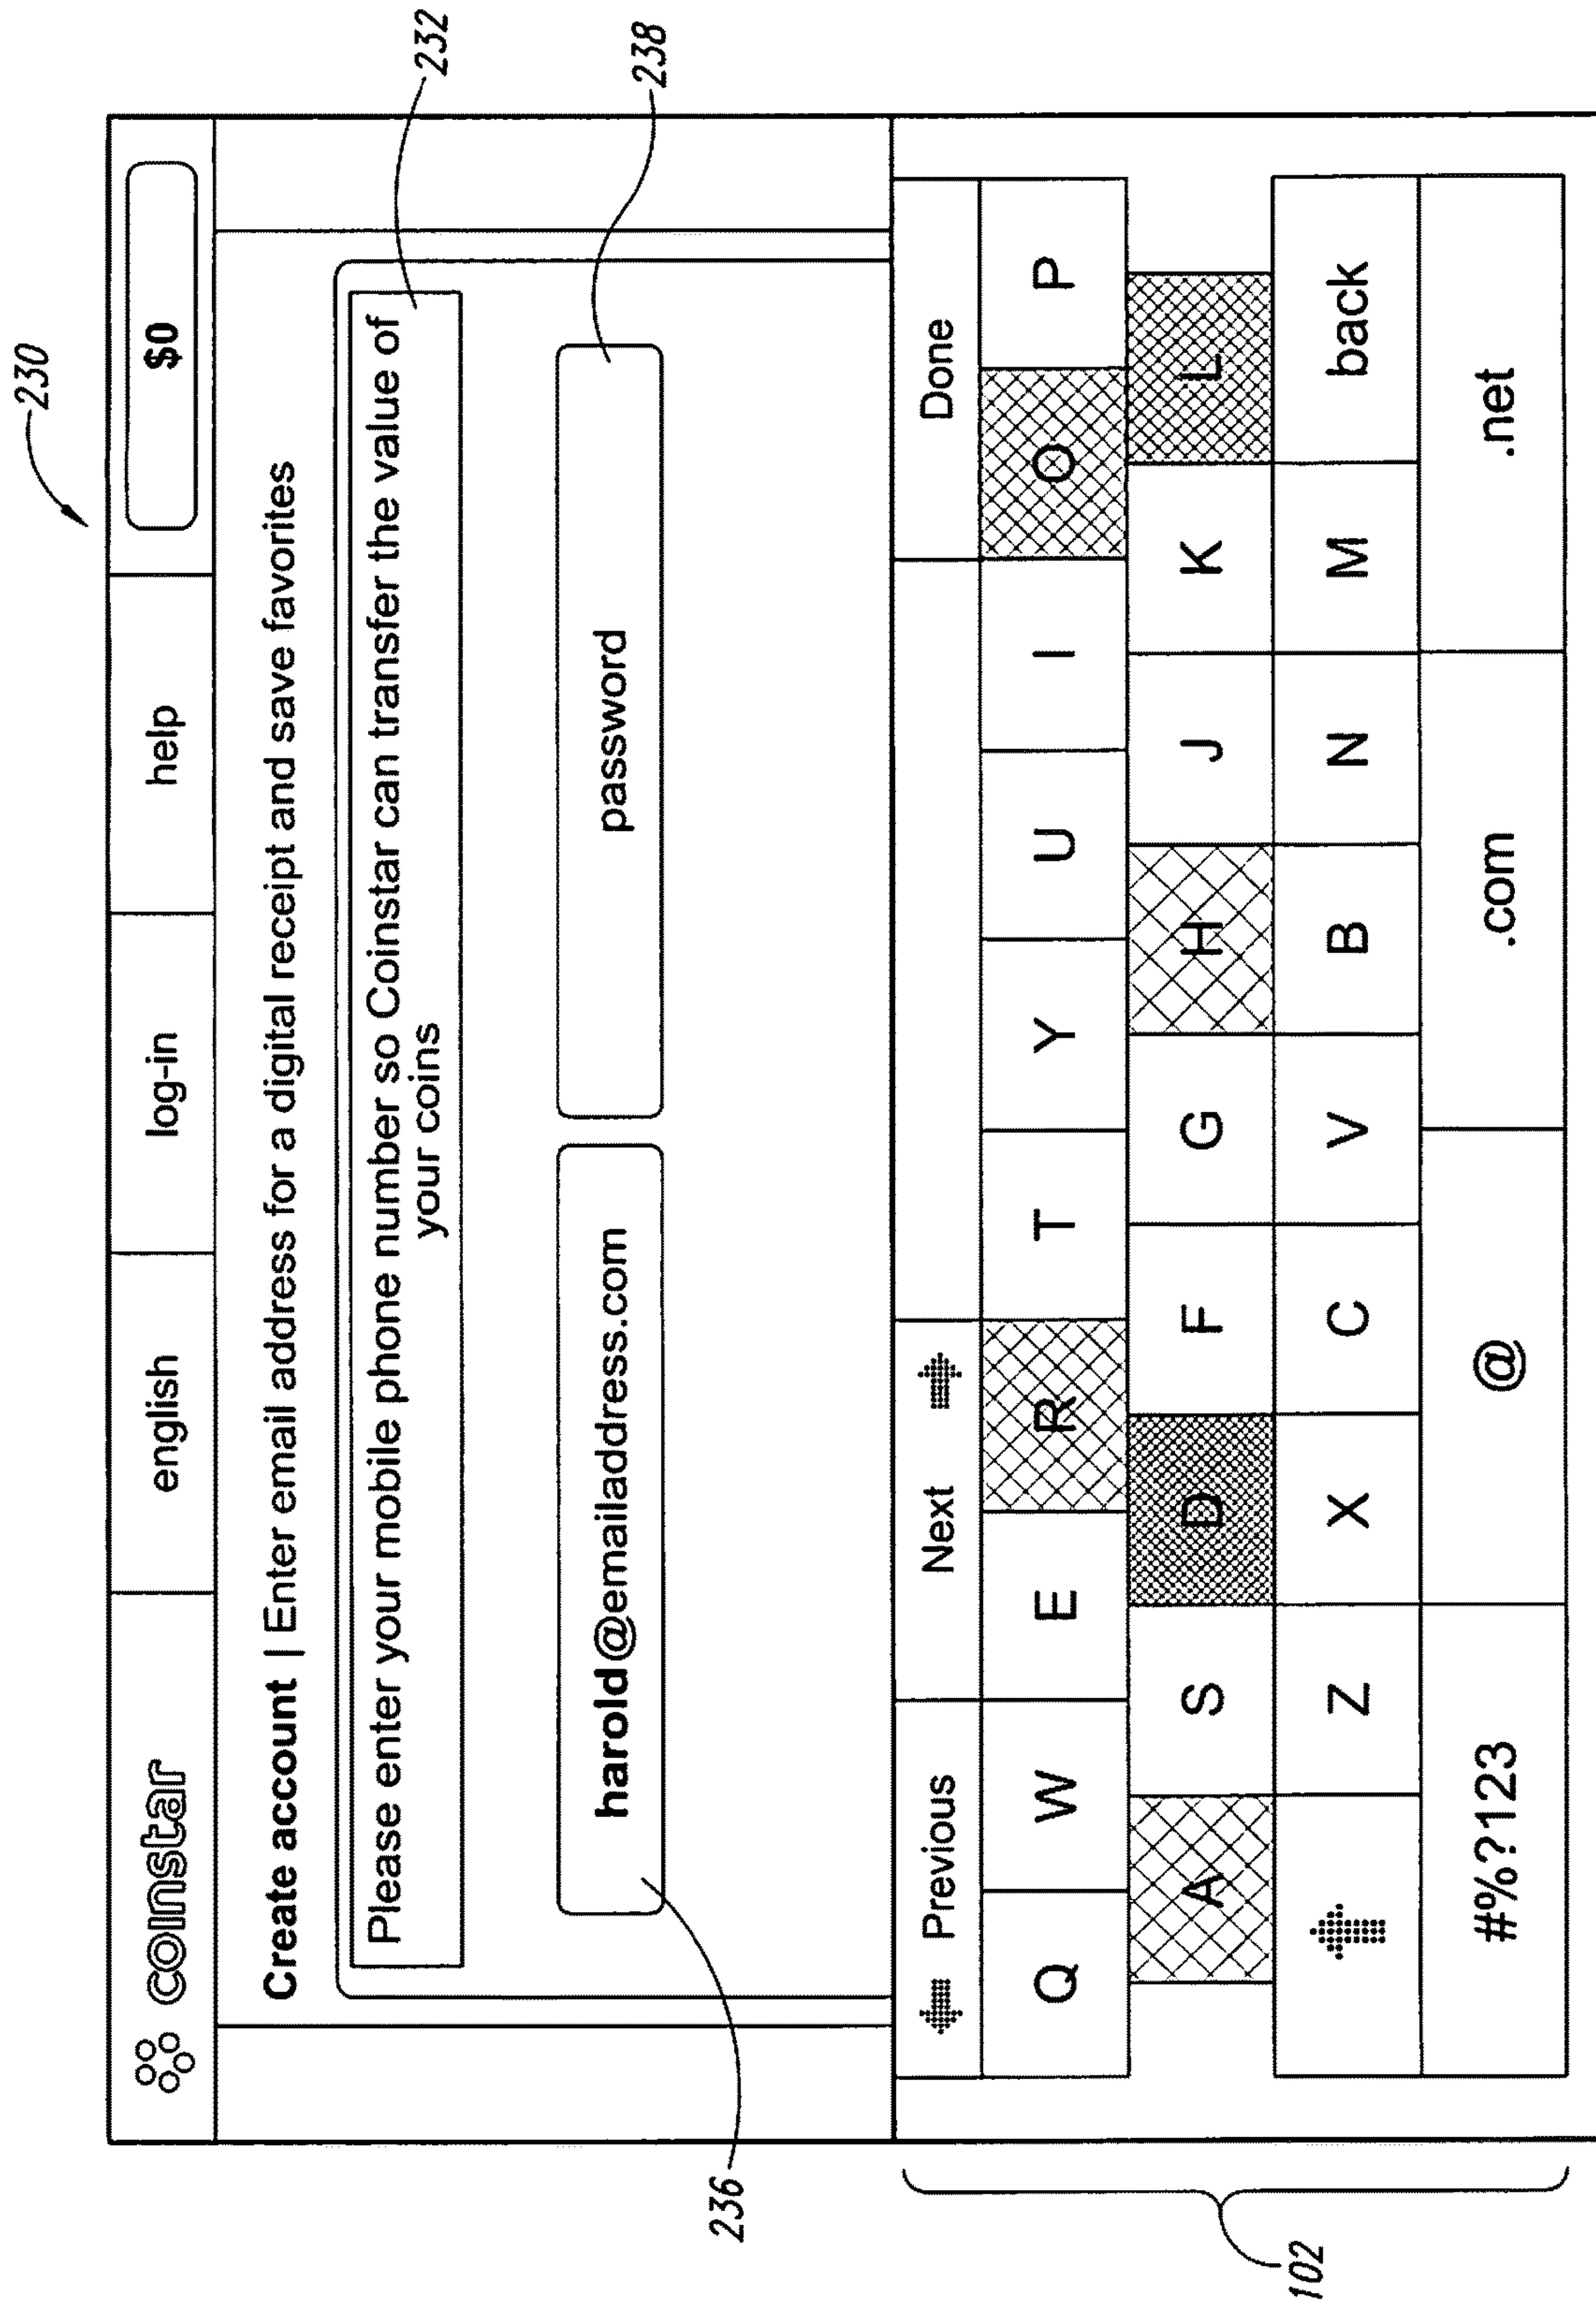 230
coinstar english log-in help $0
Create account | Enter email address for a digital receipt and save favorites
Please enter your mobile phone number so Coinstar can transfer the value of
your coins
232
harold@emailaddress.com password
236
238
Previous Next Done
Q W E R T Y U I O P
A S D F G H J K L
Z X C V B N M back
#%?123 @ .com .net
102